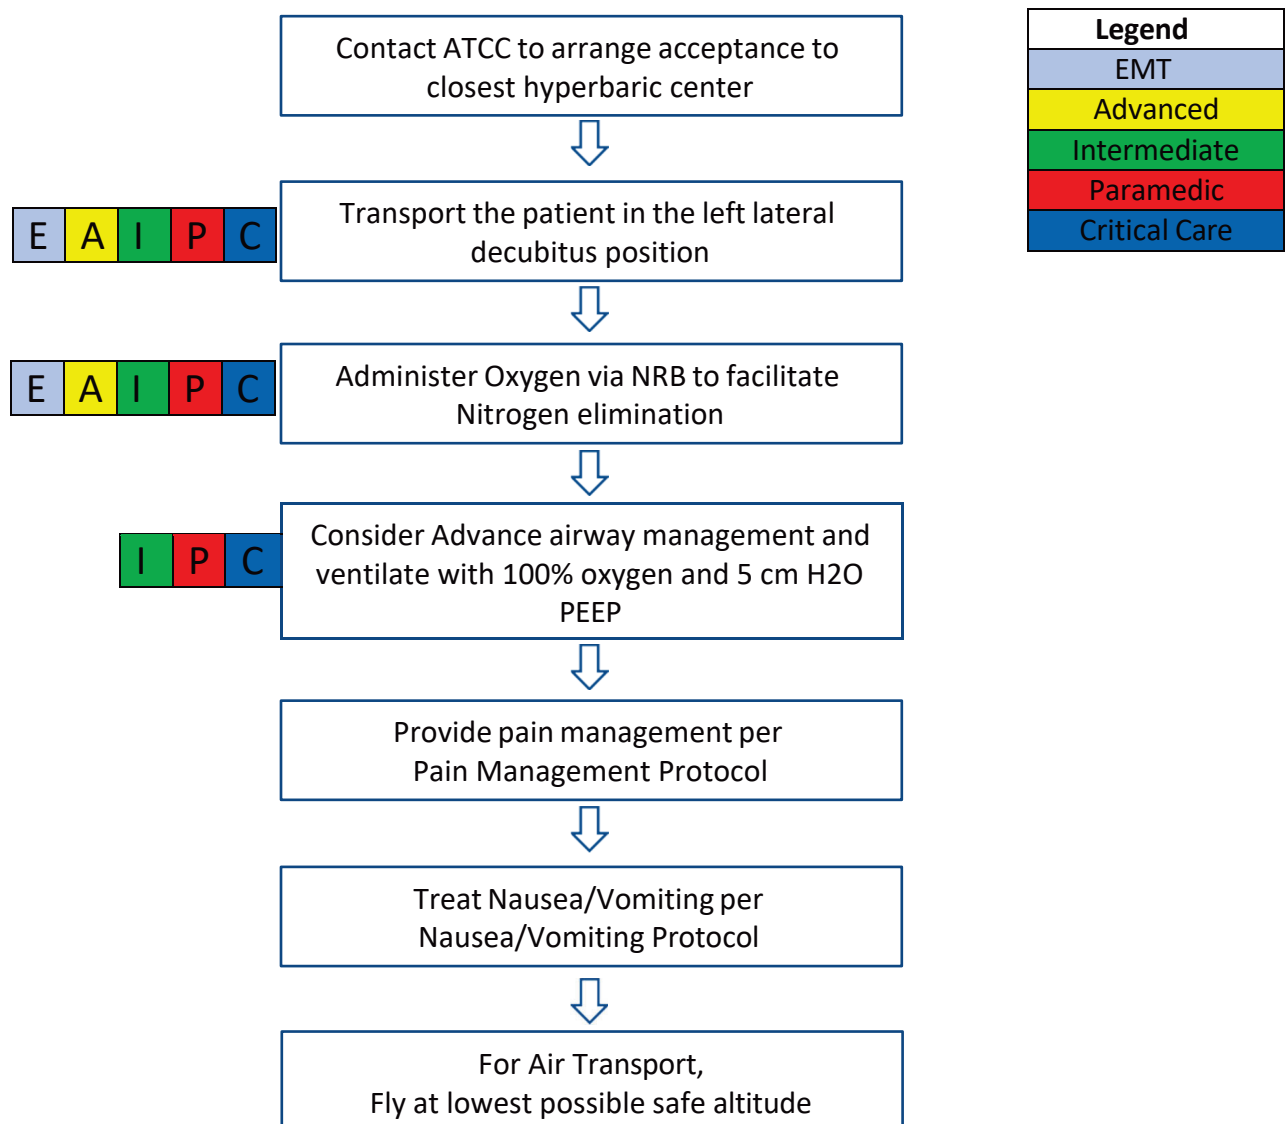 Contact ATCC to arrange acceptance to
closest hyperbaric center
Legend
EMT
Advanced
Intermediate
Paramedic
Critical Care
E A I P C
Transport the patient in the left lateral
decubitus position
E A I P C
Administer Oxygen via NRB to facilitate
Nitrogen elimination
I P C
Consider Advance airway management and
ventilate with 100% oxygen and 5 cm H2O
PEEP
Provide pain management per
Pain Management Protocol
Treat Nausea/Vomiting per
Nausea/Vomiting Protocol
For Air Transport,
Fly at lowest possible safe altitude